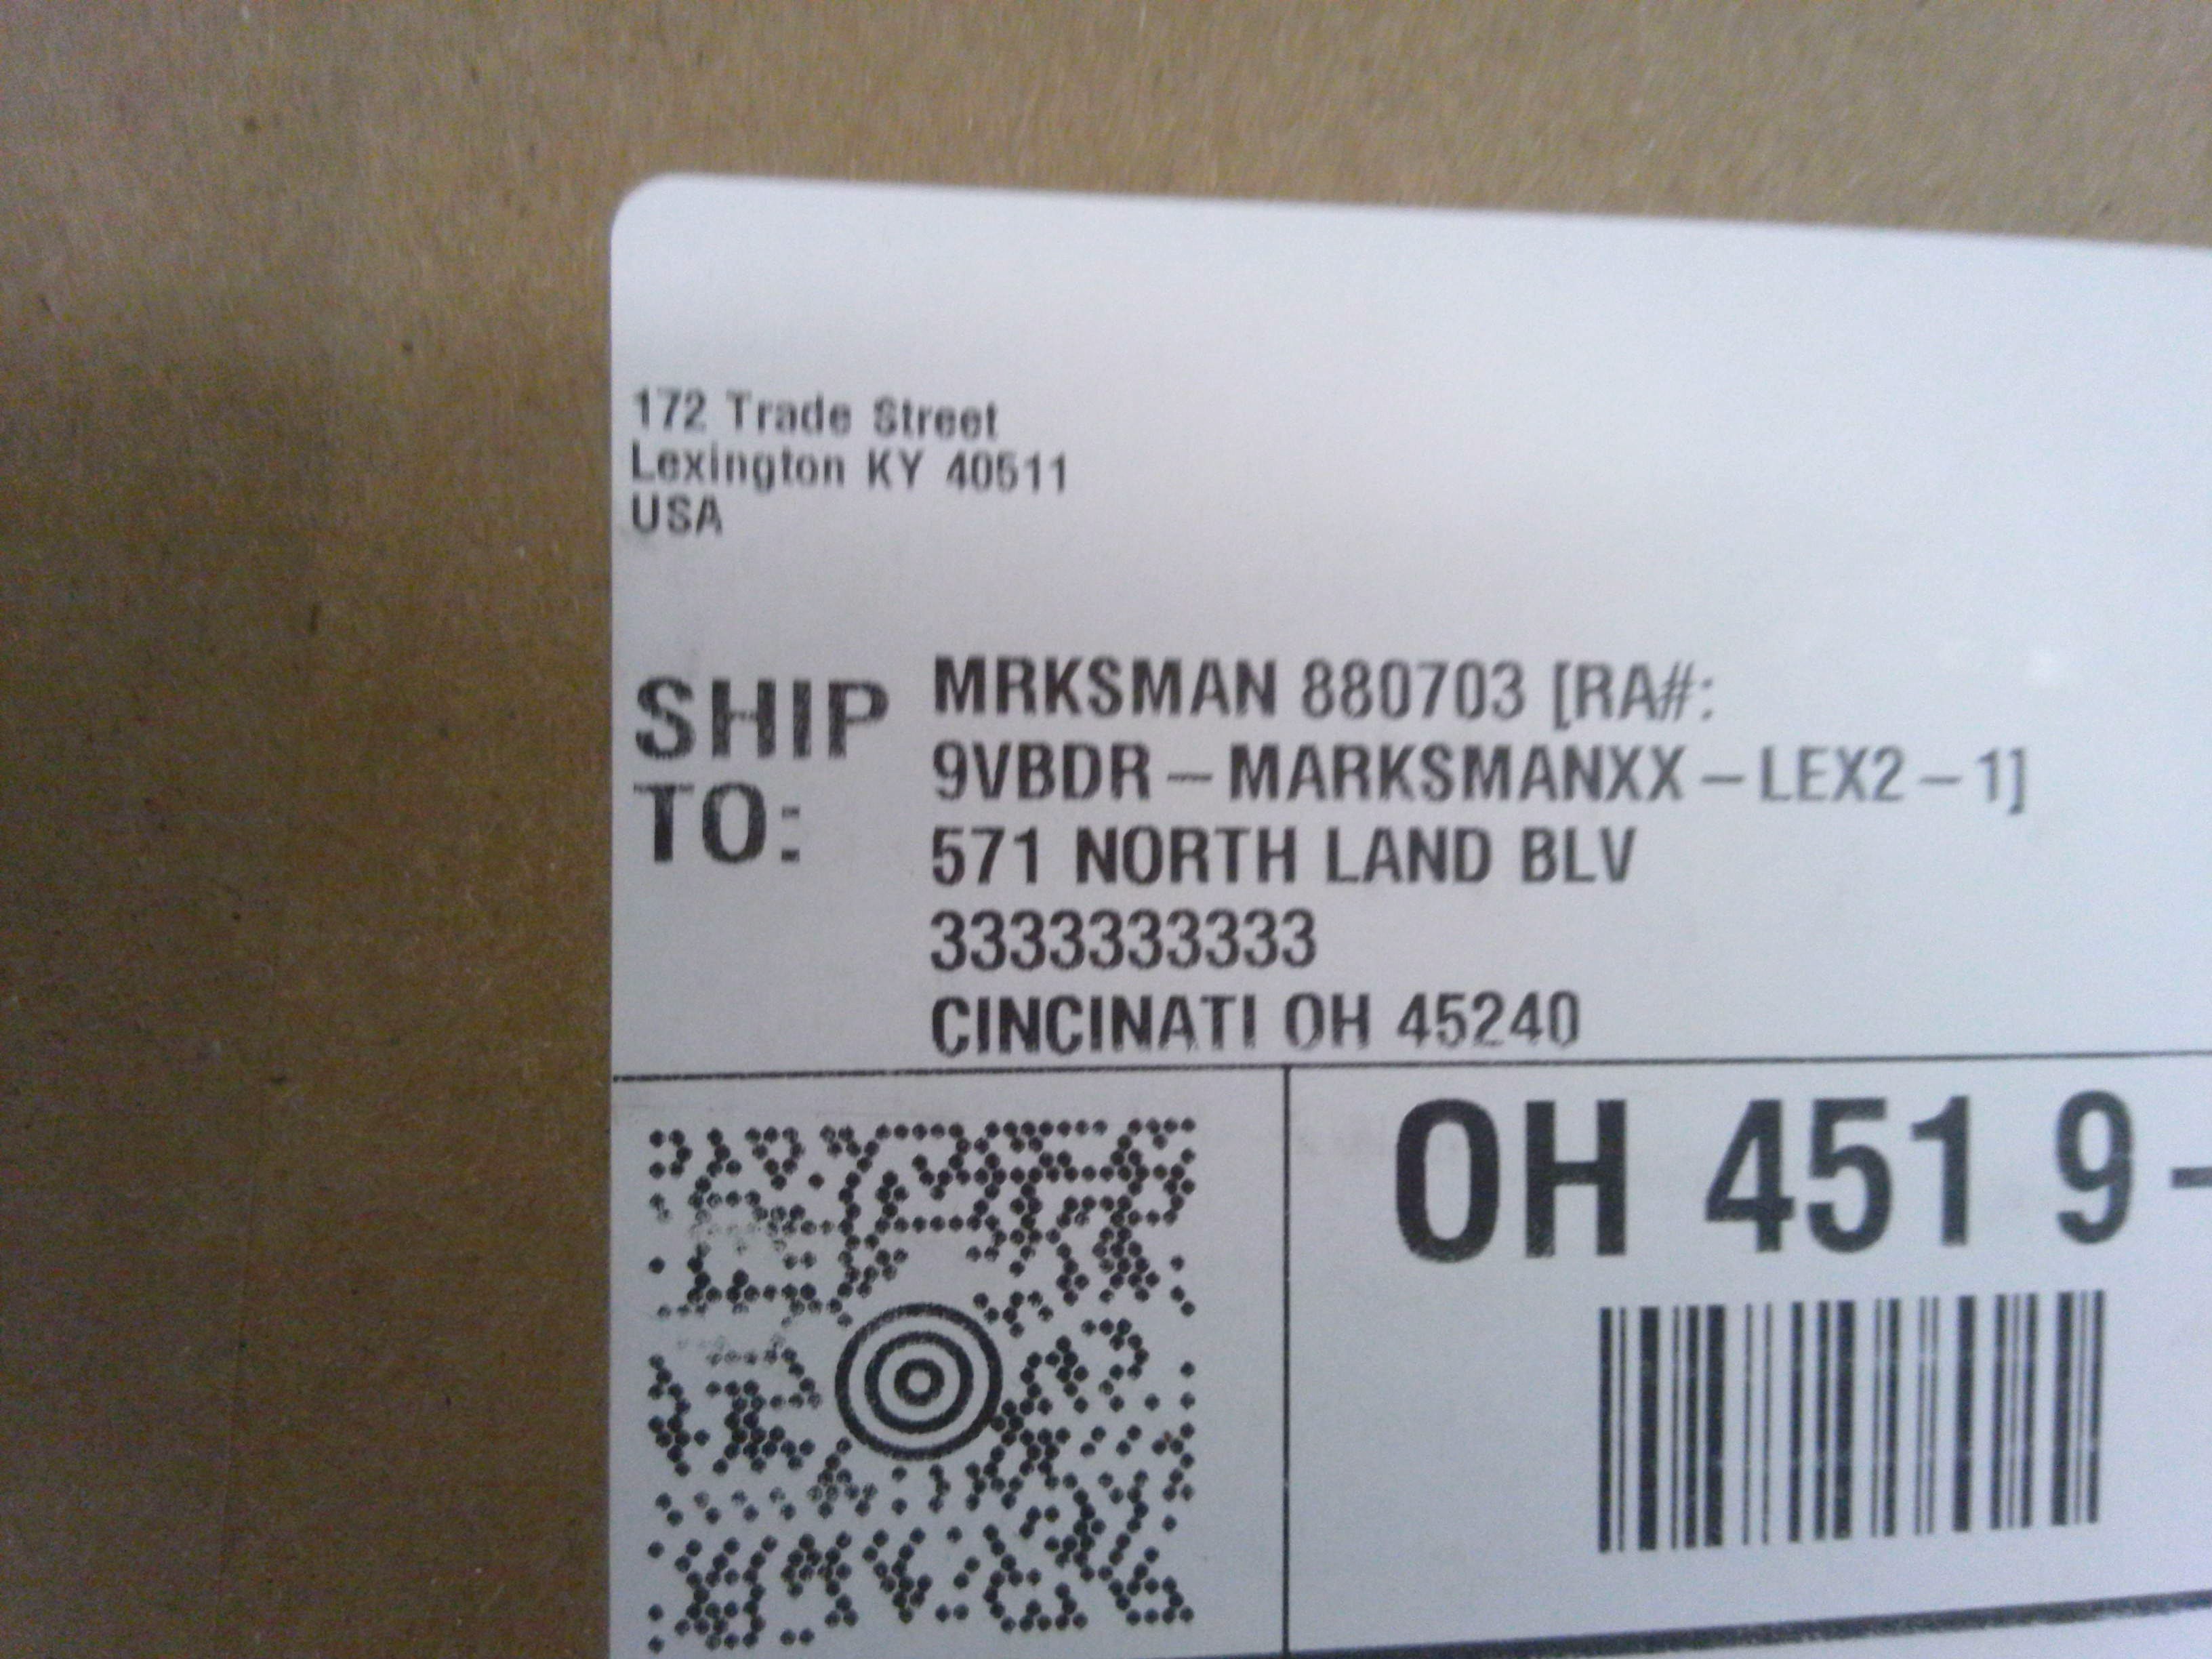 172 Trade Street
Lexington KY 40511
USA
SHIP TO:
MRKSMAN 880703 [RA#:
9VBDR – MARKSMANXX – LEX2 – 1]
571 NORTH LAND BLV
3333333333
CINCINATI OH 45240
OH 451 9-